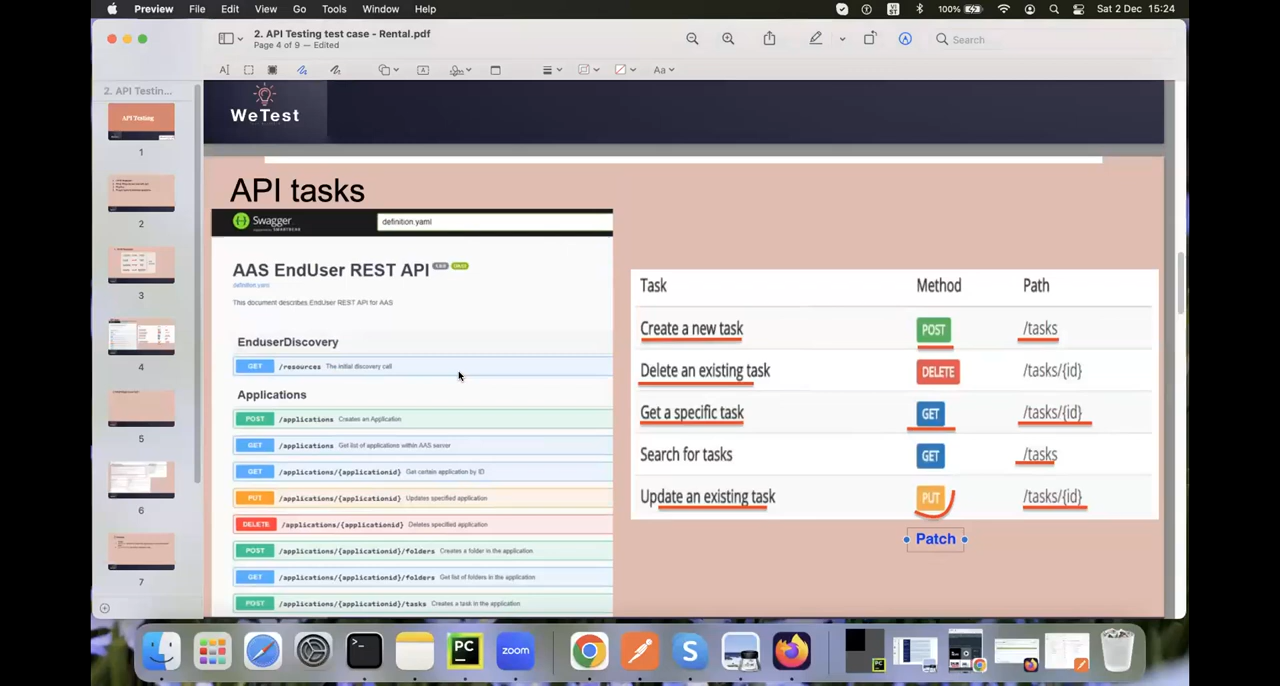 Preview File Edit View Go Tools Window Help
100% Sat 2 Dec 15:24
2. API Testing test case - Rental.pdf
Page 4 of 9 — Edited
Search
Aa
2. API Testin...
API Testing
1
2
3
4
5
6
7
WeTest
API tasks
Swagger
definition.yaml
AAS EndUser REST API
definition.yaml
This document describes EndUser REST API for AAS
EnduserDiscovery
GET /resources The initial discovery call
Applications
POST /applications Creates an Application
GET /applications Get list of applications within AAS server
GET /applications/{applicationid} Get certain application by ID
PUT /applications/{applicationid} Updates specified application
DELETE /applications/{applicationid} Deletes specified application
POST /applications/{applicationid}/folders Creates a folder in the application
GET /applications/{applicationid}/folders Get list of folders in the application
POST /applications/{applicationid}/tasks Creates a task in the application
Task Method Path
Create a new task POST /tasks
Delete an existing task DELETE /tasks/{id}
Get a specific task GET /tasks/{id}
Search for tasks GET /tasks
Update an existing task PUT /tasks/{id}
Patch
PC
zoom